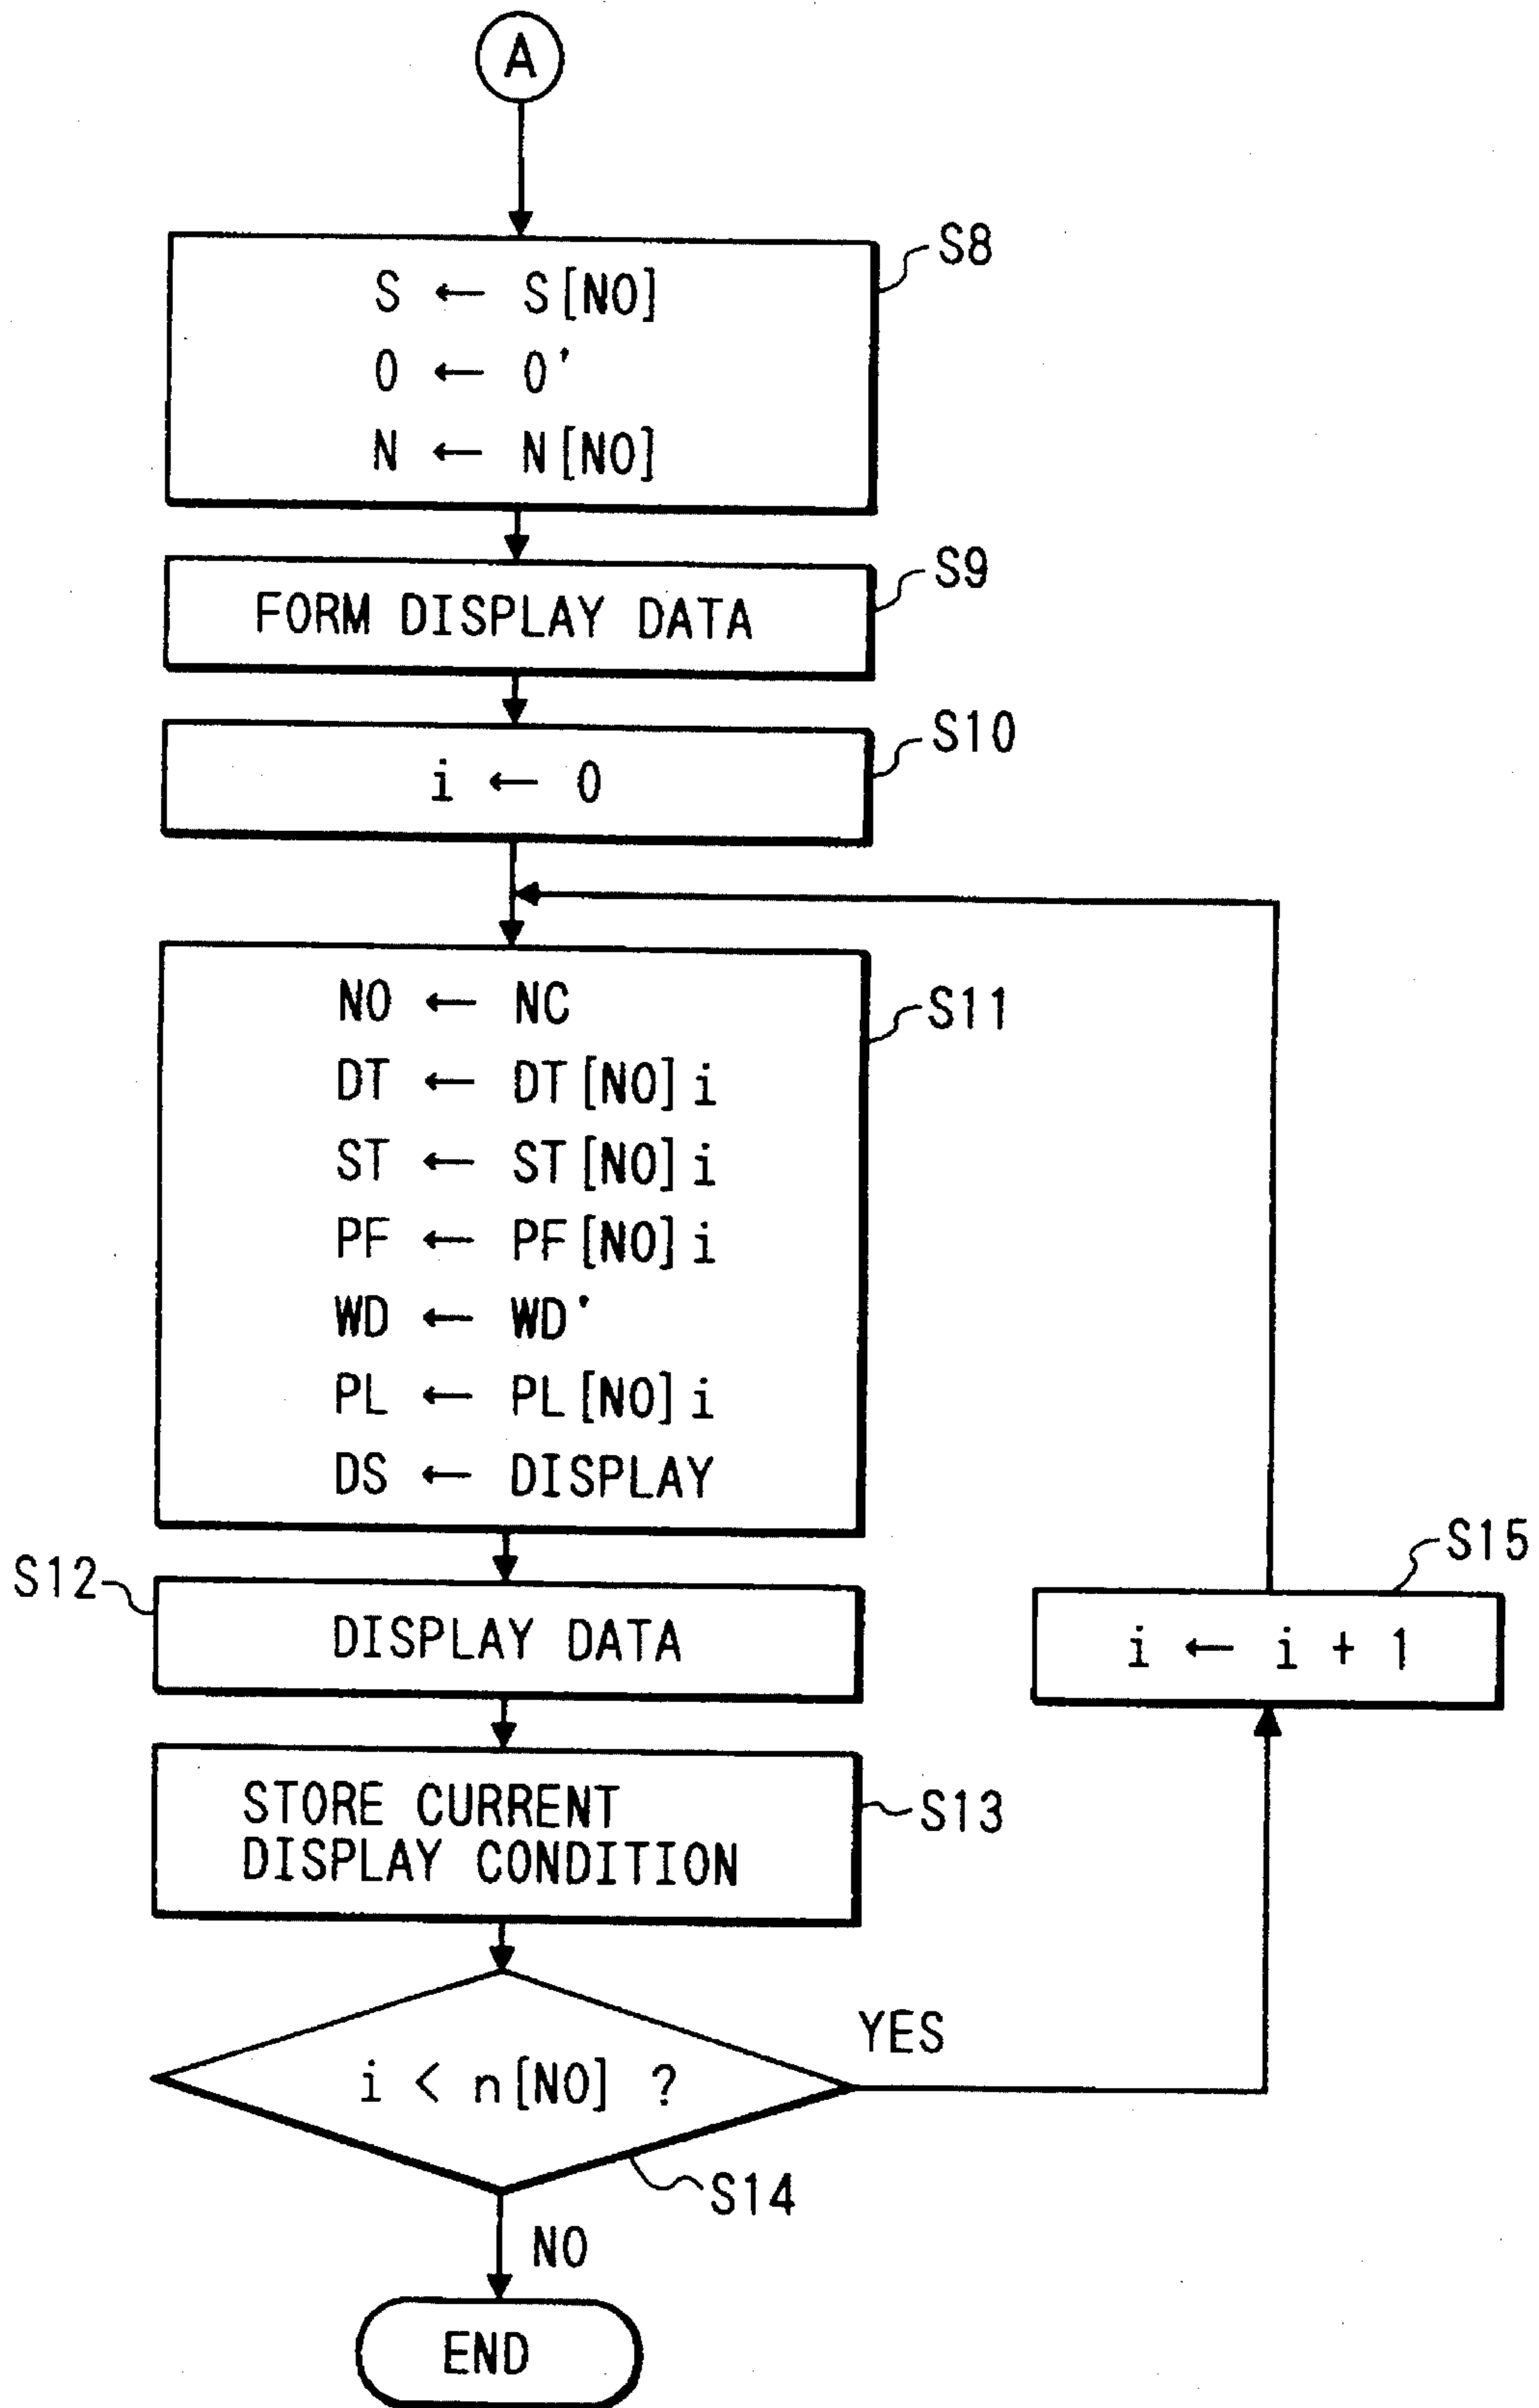 A
S8
S ← S[NO]
O ← O'
N ← N[NO]
S9
FORM DISPLAY DATA
S10
i ← 0
S11
NO ← NC
DT ← DT[NO]i
ST ← ST[NO]i
PF ← PF[NO]i
WD ← WD'
PL ← PL[NO]i
DS ← DISPLAY
S12
DISPLAY DATA
S15
i ← i + 1
S13
STORE CURRENT
DISPLAY CONDITION
YES
i < n[NO] ?
S14
NO
END